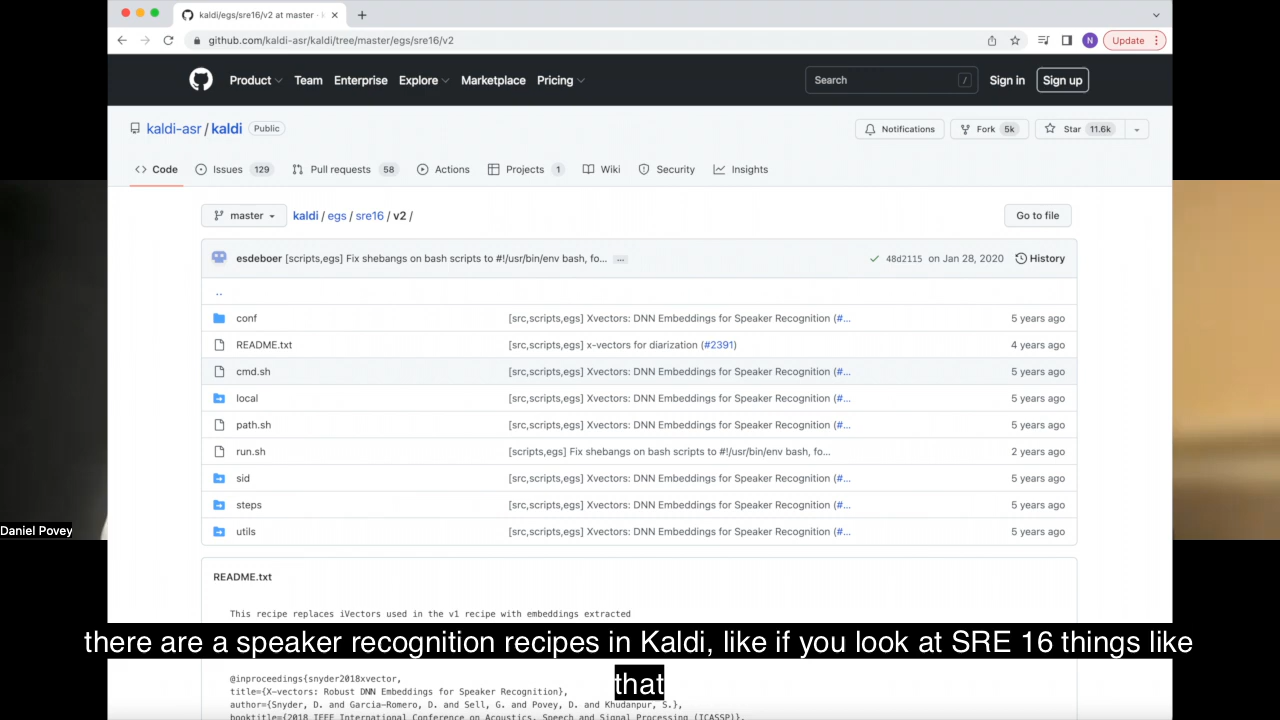 kaldi/egs/sre16/v2 at master ·
github.com/kaldi-asr/kaldi/tree/master/egs/sre16/v2
N
Update
Product Team Enterprise Explore Marketplace Pricing
Search /
Sign in Sign up
kaldi-asr / kaldi Public
Notifications Fork 5k Star 11.6k
Code Issues 129 Pull requests 58 Actions Projects 1 Wiki Security Insights
master kaldi / egs / sre16 / v2 / Go to file
esdeboer [scripts,egs] Fix shebangs on bash scripts to #!/usr/bin/env bash, fo... ... 48d2115 on Jan 28, 2020 History
..
conf [src,scripts,egs] Xvectors: DNN Embeddings for Speaker Recognition (#... 5 years ago
README.txt [src,scripts,egs] x-vectors for diarization (#2391) 4 years ago
cmd.sh [src,scripts,egs] Xvectors: DNN Embeddings for Speaker Recognition (#... 5 years ago
local [src,scripts,egs] Xvectors: DNN Embeddings for Speaker Recognition (#... 5 years ago
path.sh [src,scripts,egs] Xvectors: DNN Embeddings for Speaker Recognition (#... 5 years ago
run.sh [scripts,egs] Fix shebangs on bash scripts to #!/usr/bin/env bash, fo... 2 years ago
sid [src,scripts,egs] Xvectors: DNN Embeddings for Speaker Recognition (#... 5 years ago
steps [src,scripts,egs] Xvectors: DNN Embeddings for Speaker Recognition (#... 5 years ago
Daniel Povey
utils [src,scripts,egs] Xvectors: DNN Embeddings for Speaker Recognition (#... 5 years ago
README.txt
This recipe replaces iVectors used in the v1 recipe with embeddings extracted
there are a speaker recognition recipes in Kaldi, like if you look at SRE 16 things like
that
@inproceedings{snyder2018xvector,
title={X-vectors: Robust DNN Embeddings for Speaker Recognition},
author={Snyder, D. and Garcia-Romero, D. and Sell, G. and Povey, D. and Khudanpur, S.},
booktitle={2018 IEEE International Conference on Acoustics, Speech and Signal Processing (ICASSP)},